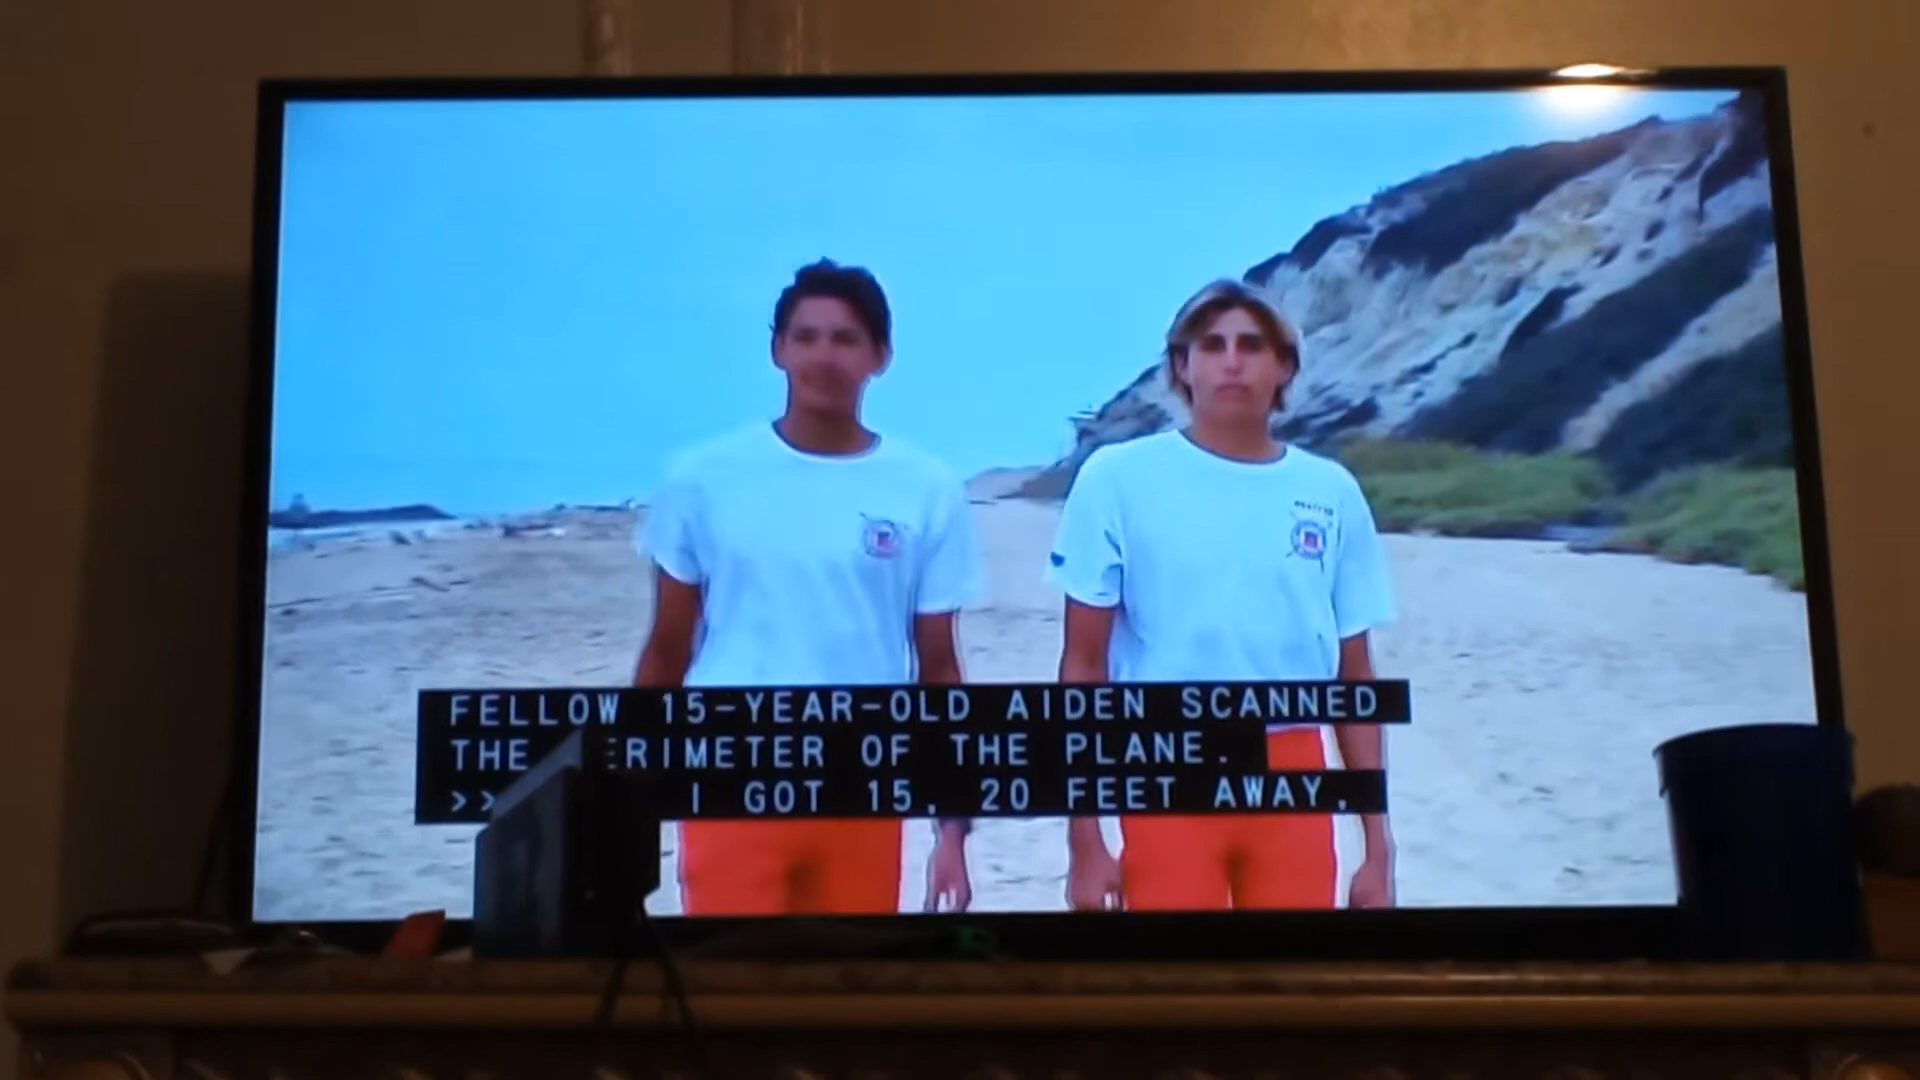 FELLOW 15-YEAR-OLD AIDEN SCANNED
THE ERIMETER OF THE PLANE.
>> I GOT 15, 20 FEET AWAY,